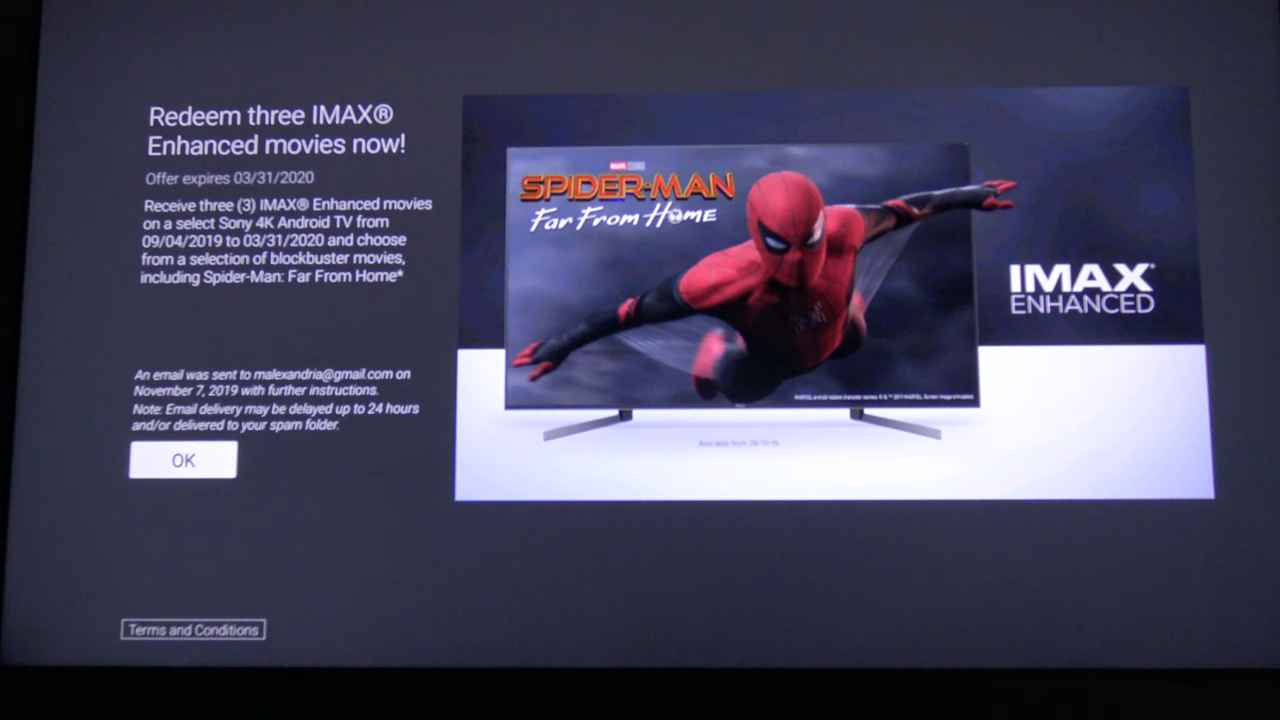 Redeem three IMAX®
Enhanced movies now!
Offer expires 03/31/2020
Receive three (3) IMAX® Enhanced movies
on a select Sony 4K Android TV from
09/04/2019 to 03/31/2020 and choose
from a selection of blockbuster movies,
including Spider-Man: Far From Home*
An email was sent to malexandria@gmail.com on
November 7, 2019 with further instructions.
Note: Email delivery may be delayed up to 24 hours
and/or delivered to your spam folder.
OK
Terms and Conditions
MARVEL STUDIOS
SPIDER-MAN
Far From Home
IMAX®
ENHANCED
Available from